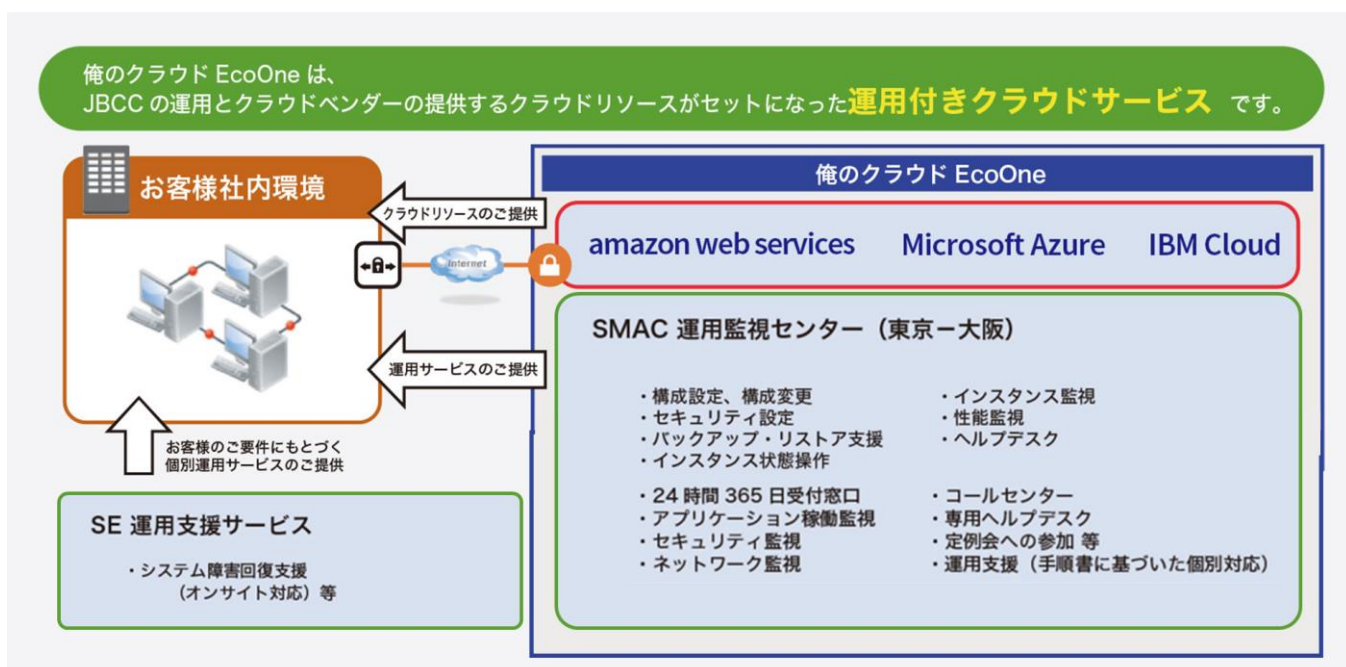 俺のクラウド EcoOne は、
JBCC の運用とクラウドベンダーの提供するクラウドリソースがセットになった運用付きクラウドサービス です。
お客様社内環境
クラウドリソースのご提供
Internet
運用サービスのご提供
お客様のご要件にもとづく
個別運用サービスのご提供
SE 運用支援サービス
・システム障害回復支援
（オンサイト対応）等
俺のクラウド EcoOne
amazon web services Microsoft Azure IBM Cloud
SMAC 運用監視センター（東京ー大阪）
・構成設定、構成変更
・セキュリティ設定
・バックアップ・リストア支援
・インスタンス状態操作
・インスタンス監視
・性能監視
・ヘルプデスク
・24 時間 365 日受付窓口
・アプリケーション稼働監視
・セキュリティ監視
・ネットワーク監視
・コールセンター
・専用ヘルプデスク
・定例会への参加 等
・運用支援（手順書に基づいた個別対応）